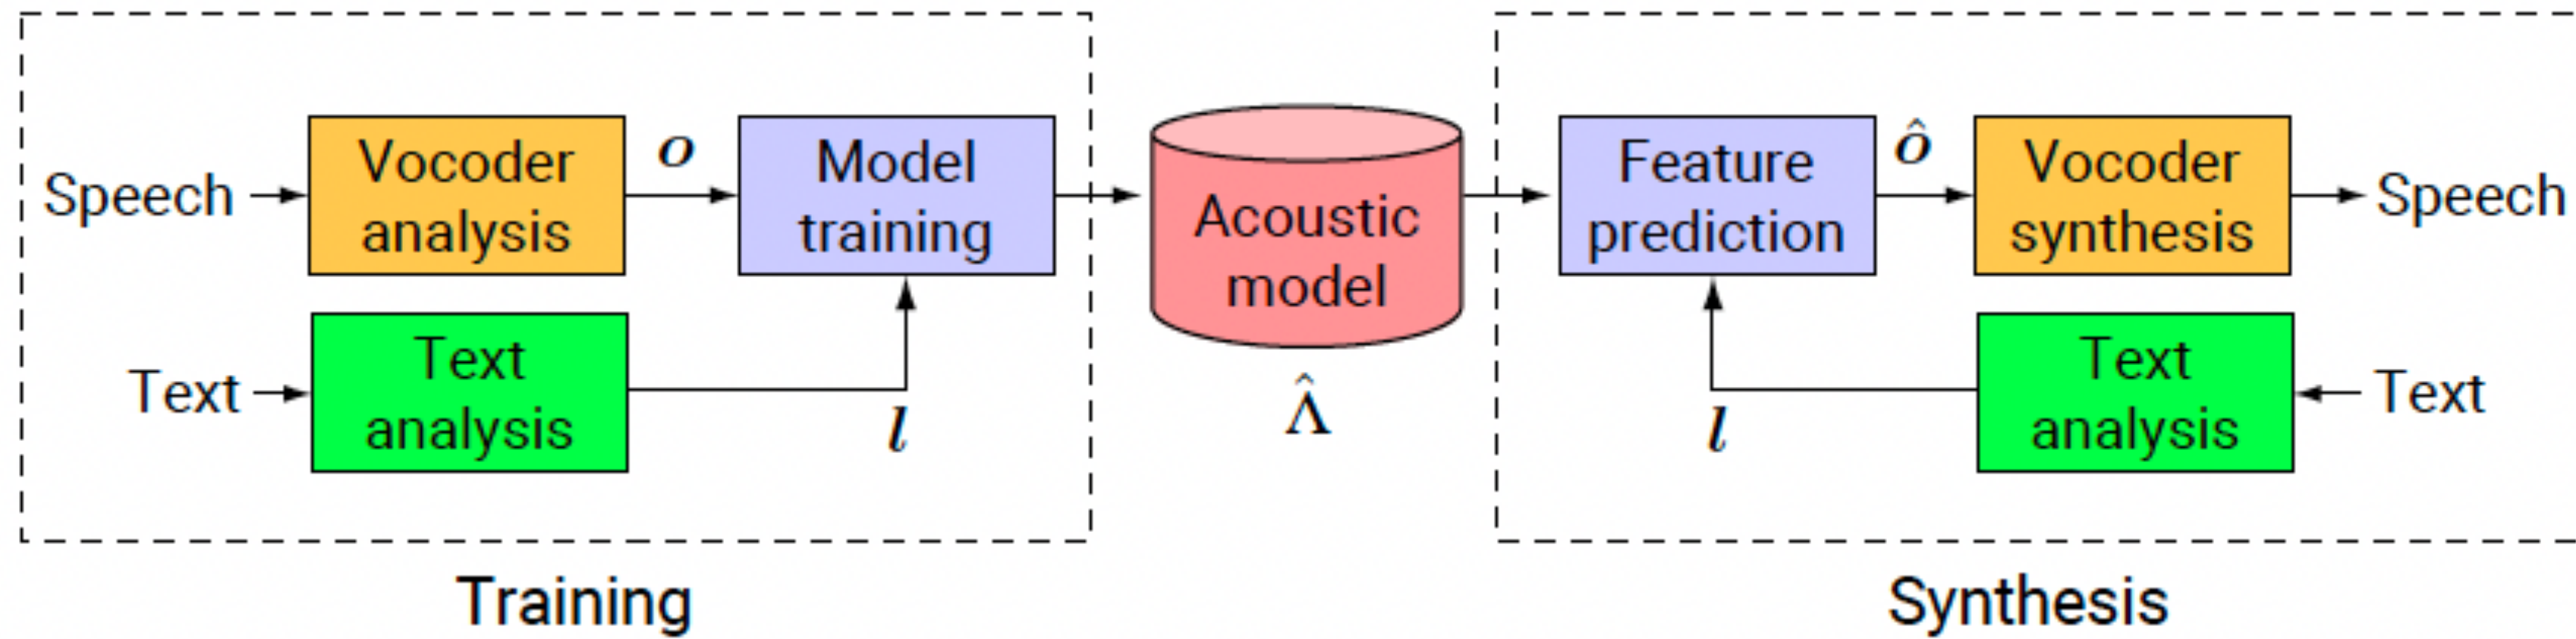 Speech
Vocoder
analysis
o
Model
training
Text
Text
analysis
l
Acoustic
model
Λ̂
Feature
prediction
ô
Vocoder
synthesis
Speech
l
Text
analysis
Text
Training
Synthesis